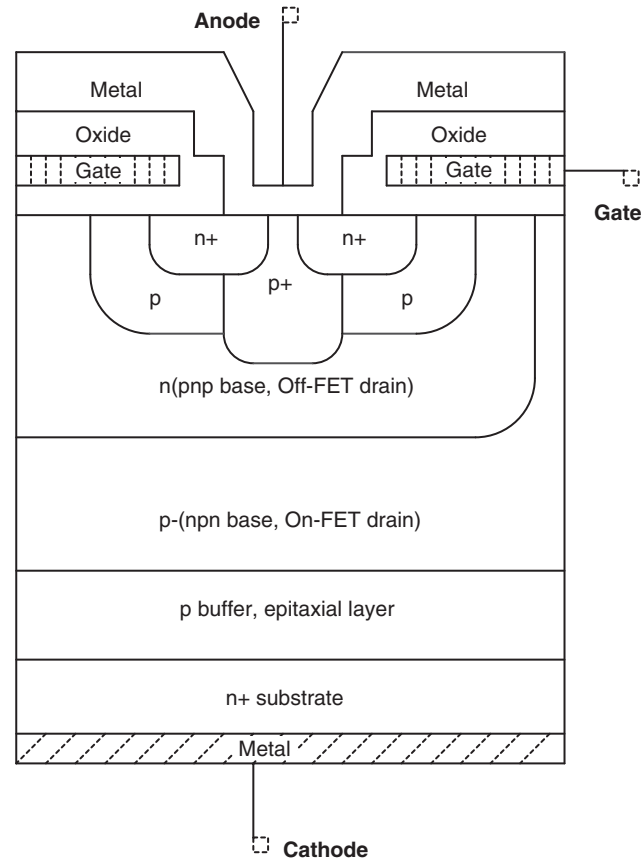 Anode
Metal
Metal
Oxide
Oxide
Gate
Gate
Gate
n+
n+
p+
p
p
n(pnp base, Off-FET drain)
p-(npn base, On-FET drain)
p buffer, epitaxial layer
n+ substrate
Metal
Cathode